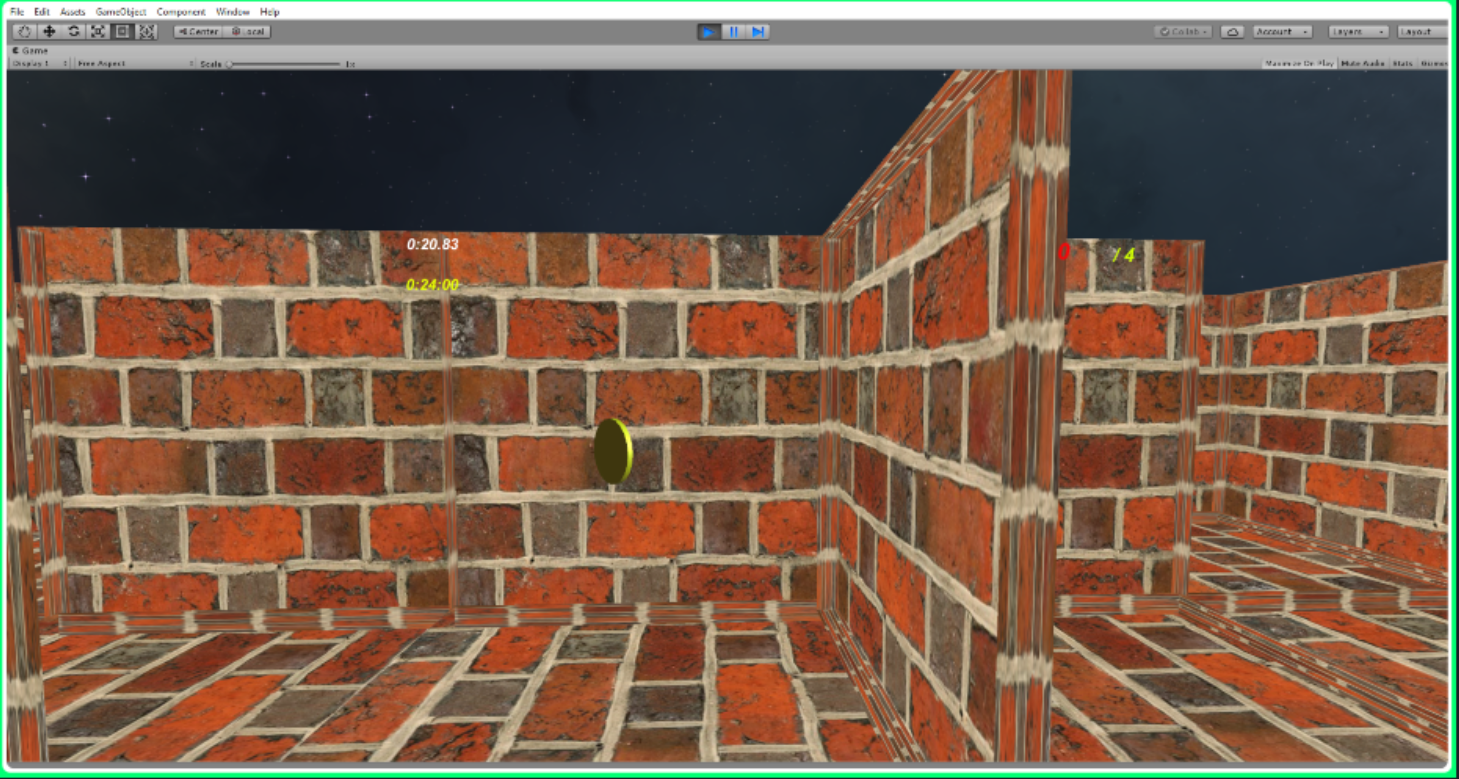 File Edit Assets GameObject Component Window Help
Center Local Collab Account Layers Layout
Game
Display 1 Free Aspect Scale 1x Maximize On Play Mute Audio Stats Gizmos
0:20.83
0 / 4
0:24:00